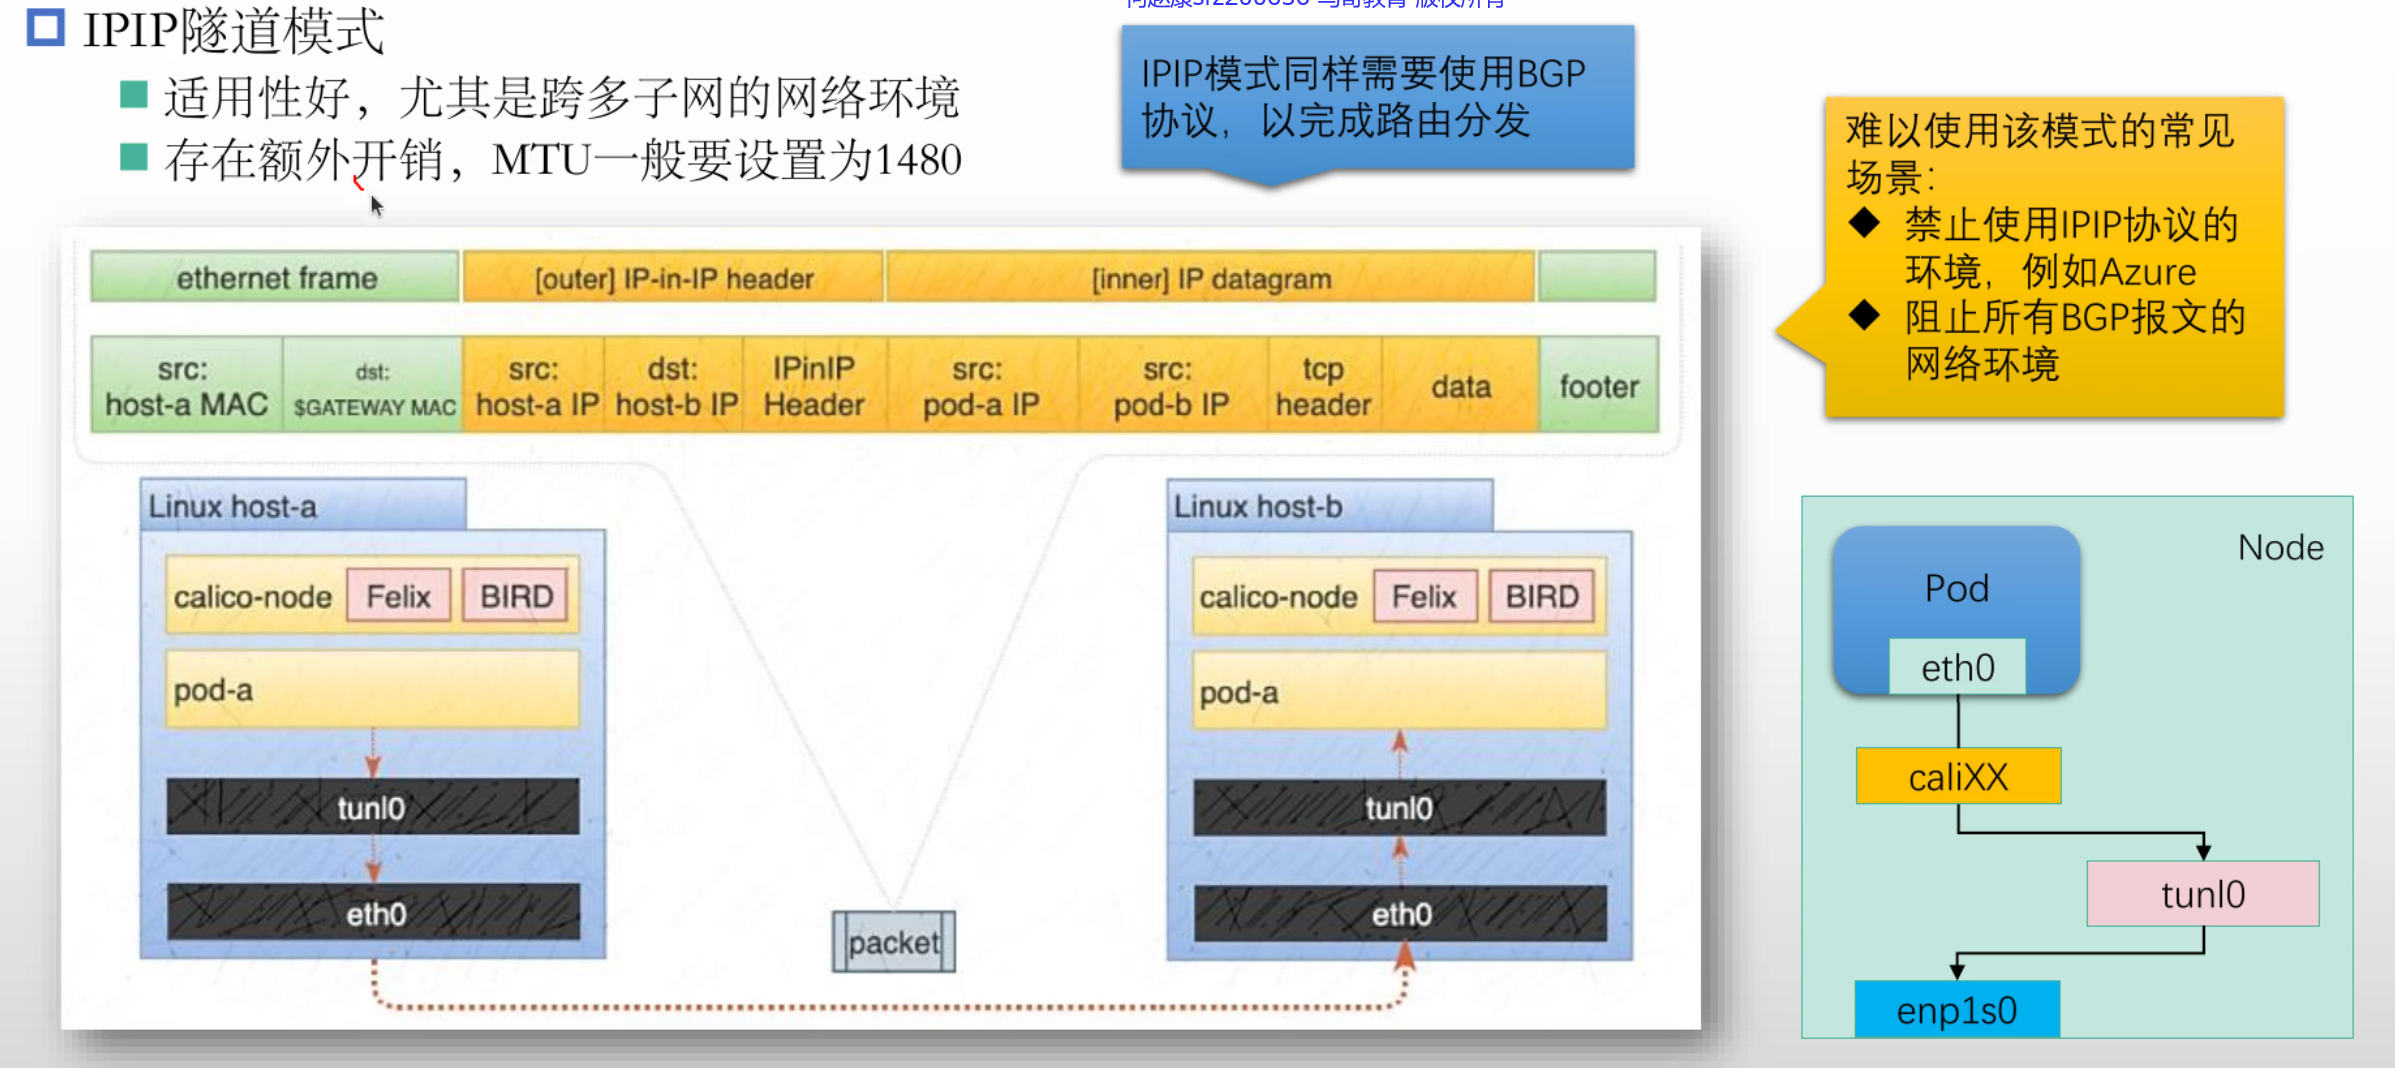 IPIP隧道模式
适用性好，尤其是跨多子网的网络环境
存在额外开销，MTU一般要设置为1480
IPIP模式同样需要使用BGP
协议，以完成路由分发
难以使用该模式的常见
场景：
禁止使用IPIP协议的
环境，例如Azure
阻止所有BGP报文的
网络环境
ethernet frame
[outer] IP-in-IP header
[inner] IP datagram
src:
host-a MAC
dst:
$GATEWAY MAC
src:
host-a IP
dst:
host-b IP
IPinIP
Header
src:
pod-a IP
src:
pod-b IP
tcp
header
data
footer
Linux host-a
calico-node
Felix
BIRD
pod-a
tunl0
eth0
packet
Linux host-b
calico-node
Felix
BIRD
pod-a
tunl0
eth0
Node
Pod
eth0
caliXX
tunl0
enp1s0